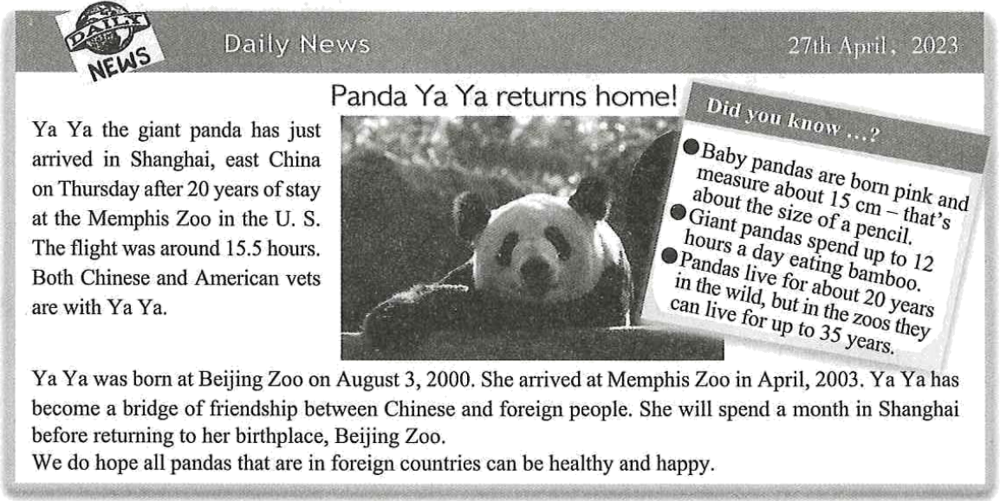 DAILY
NEWS
Daily News
27th April, 2023
Panda Ya Ya returns home!
Ya Ya the giant panda has just
arrived in Shanghai, east China
on Thursday after 20 years of stay
at the Memphis Zoo in the U. S.
The flight was around 15.5 hours.
Both Chinese and American vets
are with Ya Ya.
Did you know ...?
●Baby pandas are born pink and
measure about 15 cm – that's
about the size of a pencil.
●Giant pandas spend up to 12
hours a day eating bamboo.
●Pandas live for about 20 years
in the wild, but in the zoos they
can live for up to 35 years.
Ya Ya was born at Beijing Zoo on August 3, 2000. She arrived at Memphis Zoo in April, 2003. Ya Ya has
become a bridge of friendship between Chinese and foreign people. She will spend a month in Shanghai
before returning to her birthplace, Beijing Zoo.
We do hope all pandas that are in foreign countries can be healthy and happy.